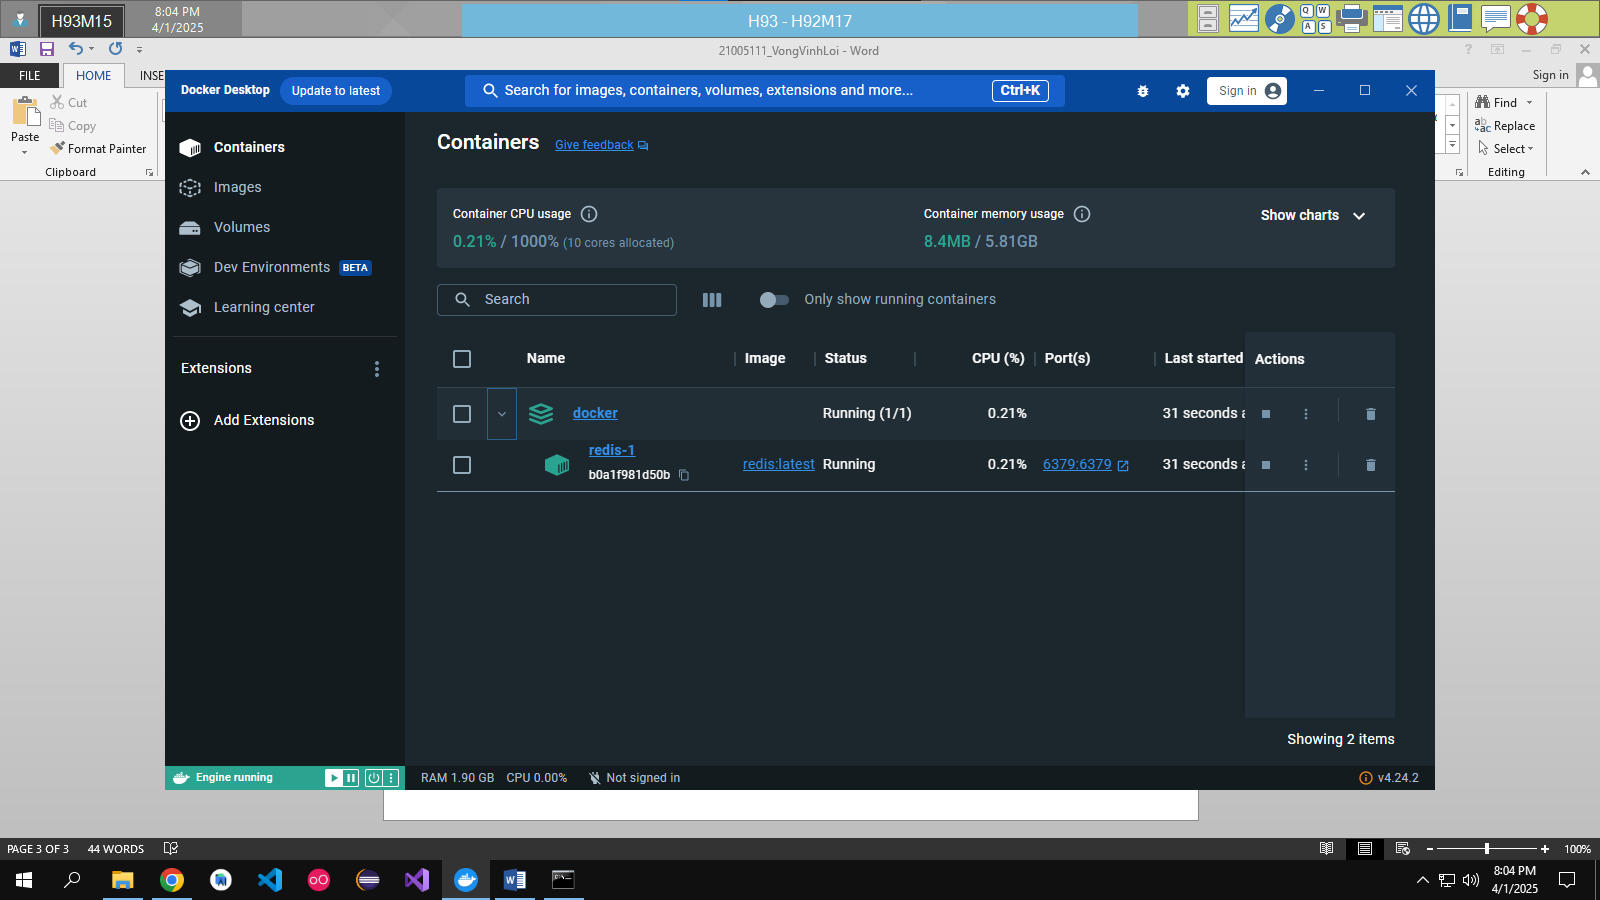 H93M15
8:04 PM
4/1/2025
H93 - H92M17
Q W
A S
21005111_VongVinhLoi - Word
FILE
HOME
INSE
Sign in
Paste
Cut
Copy
Format Painter
Clipboard
Find
Replace
Select
Editing
Docker Desktop
Update to latest
Search for images, containers, volumes, extensions and more...
Ctrl+K
Sign in
Containers
Images
Volumes
Dev Environments BETA
Learning center
Extensions
Add Extensions
Containers
Give feedback
Container CPU usage
0.21% / 1000% (10 cores allocated)
Container memory usage
8.4MB / 5.81GB
Show charts
Search
Only show running containers
Name Image Status CPU (%) Port(s) Last started Actions
docker Running (1/1) 0.21% 31 seconds a
redis-1
b0a1f981d50b
redis:latest Running 0.21% 6379:6379 31 seconds a
Showing 2 items
Engine running
RAM 1.90 GB CPU 0.00% Not signed in
v4.24.2
PAGE 3 OF 3 44 WORDS
100%
8:04 PM
4/1/2025